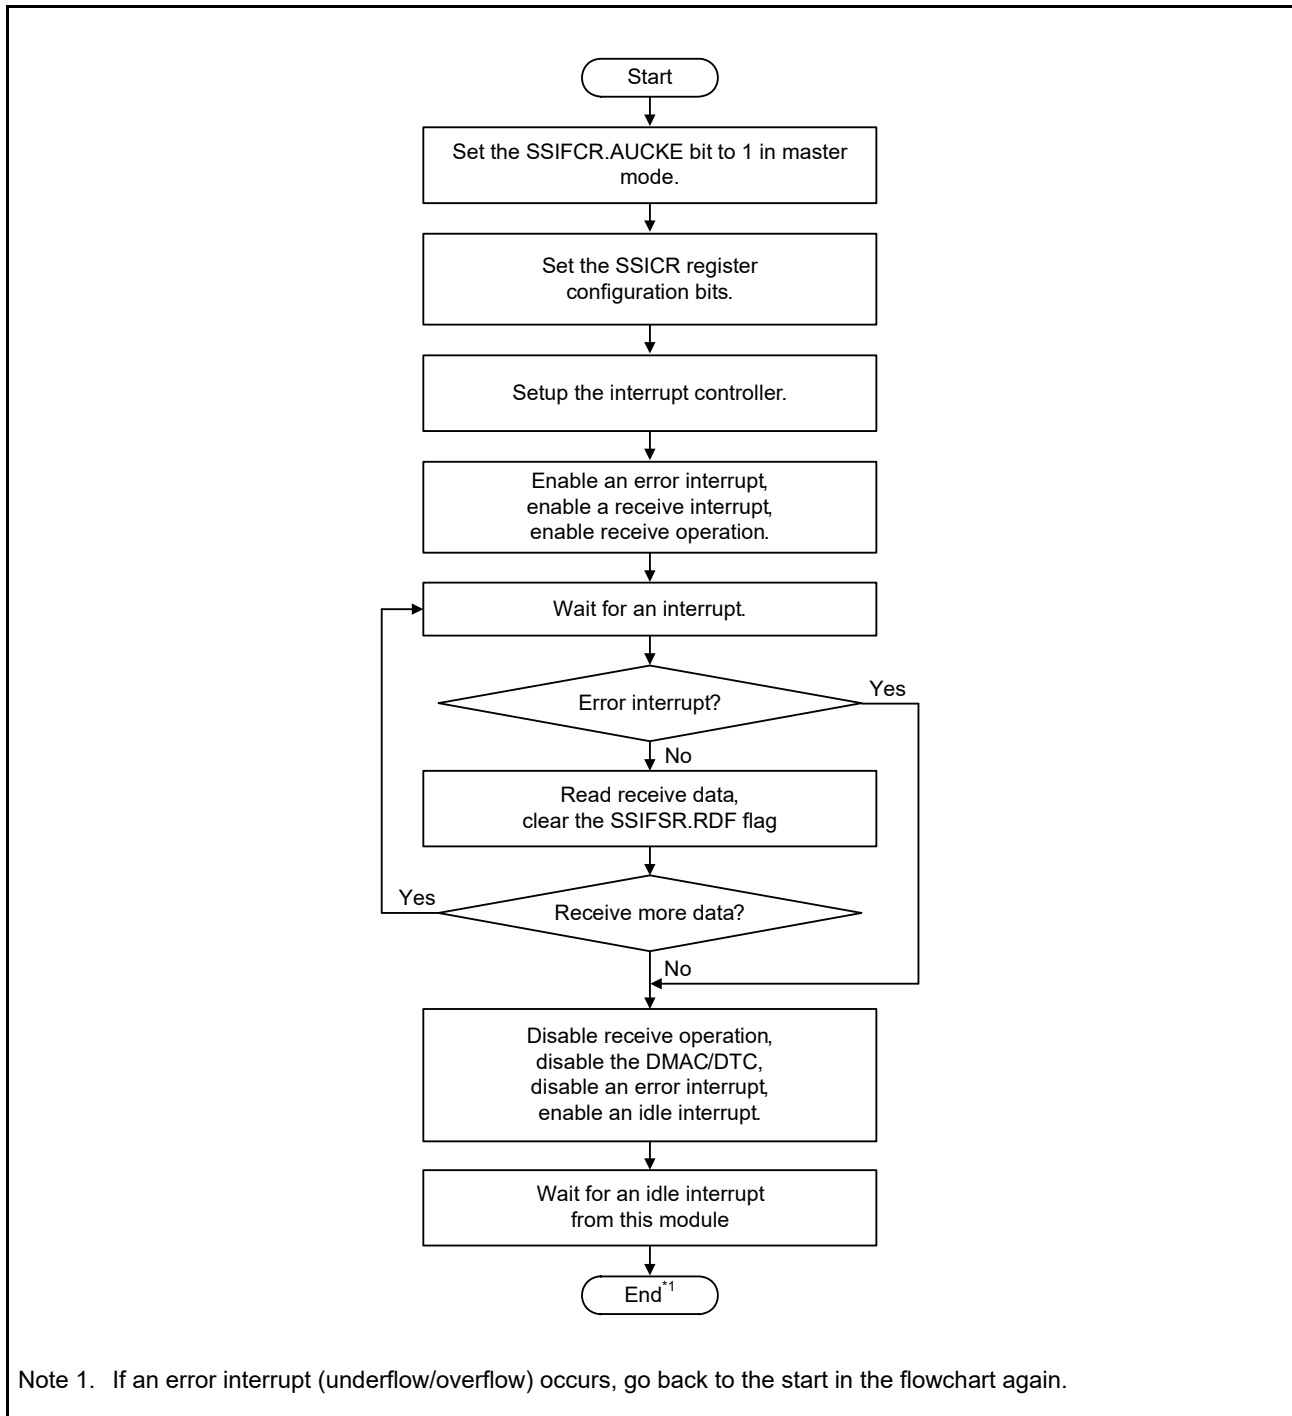 Start
Set the SSIFCR.AUCKE bit to 1 in master
mode.
Set the SSICR register
configuration bits.
Setup the interrupt controller.
Enable an error interrupt,
enable a receive interrupt,
enable receive operation.
Wait for an interrupt.
Error interrupt?
Yes
No
Read receive data,
clear the SSIFSR.RDF flag
Yes
Receive more data?
No
Disable receive operation,
disable the DMAC/DTC,
disable an error interrupt,
enable an idle interrupt.
Wait for an idle interrupt
from this module
End*1
Note 1. If an error interrupt (underflow/overflow) occurs, go back to the start in the flowchart again.